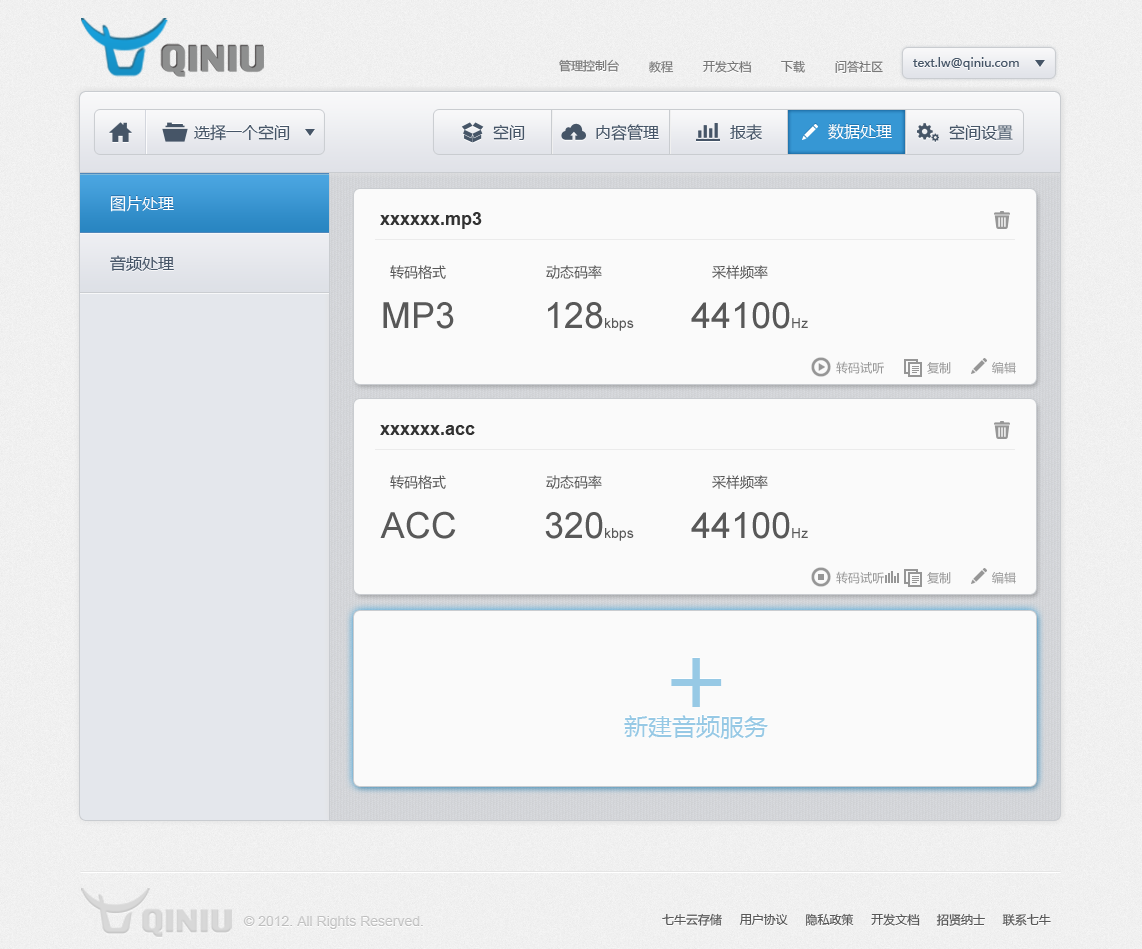 QINIU
管理控制台 教程 开发文档 下载 问答社区 text.lw@qiniu.com
选择一个空间 空间 内容管理 报表 数据处理 空间设置
图片处理
音频处理
xxxxxx.mp3
转码格式 动态码率 采样频率
MP3 128kbps 44100Hz
转码试听 复制 编辑
xxxxxx.acc
转码格式 动态码率 采样频率
ACC 320kbps 44100Hz
转码试听 复制 编辑
新建音频服务
QINIU © 2012. All Rights Reserved.
七牛云存储 用户协议 隐私政策 开发文档 招贤纳士 联系七牛